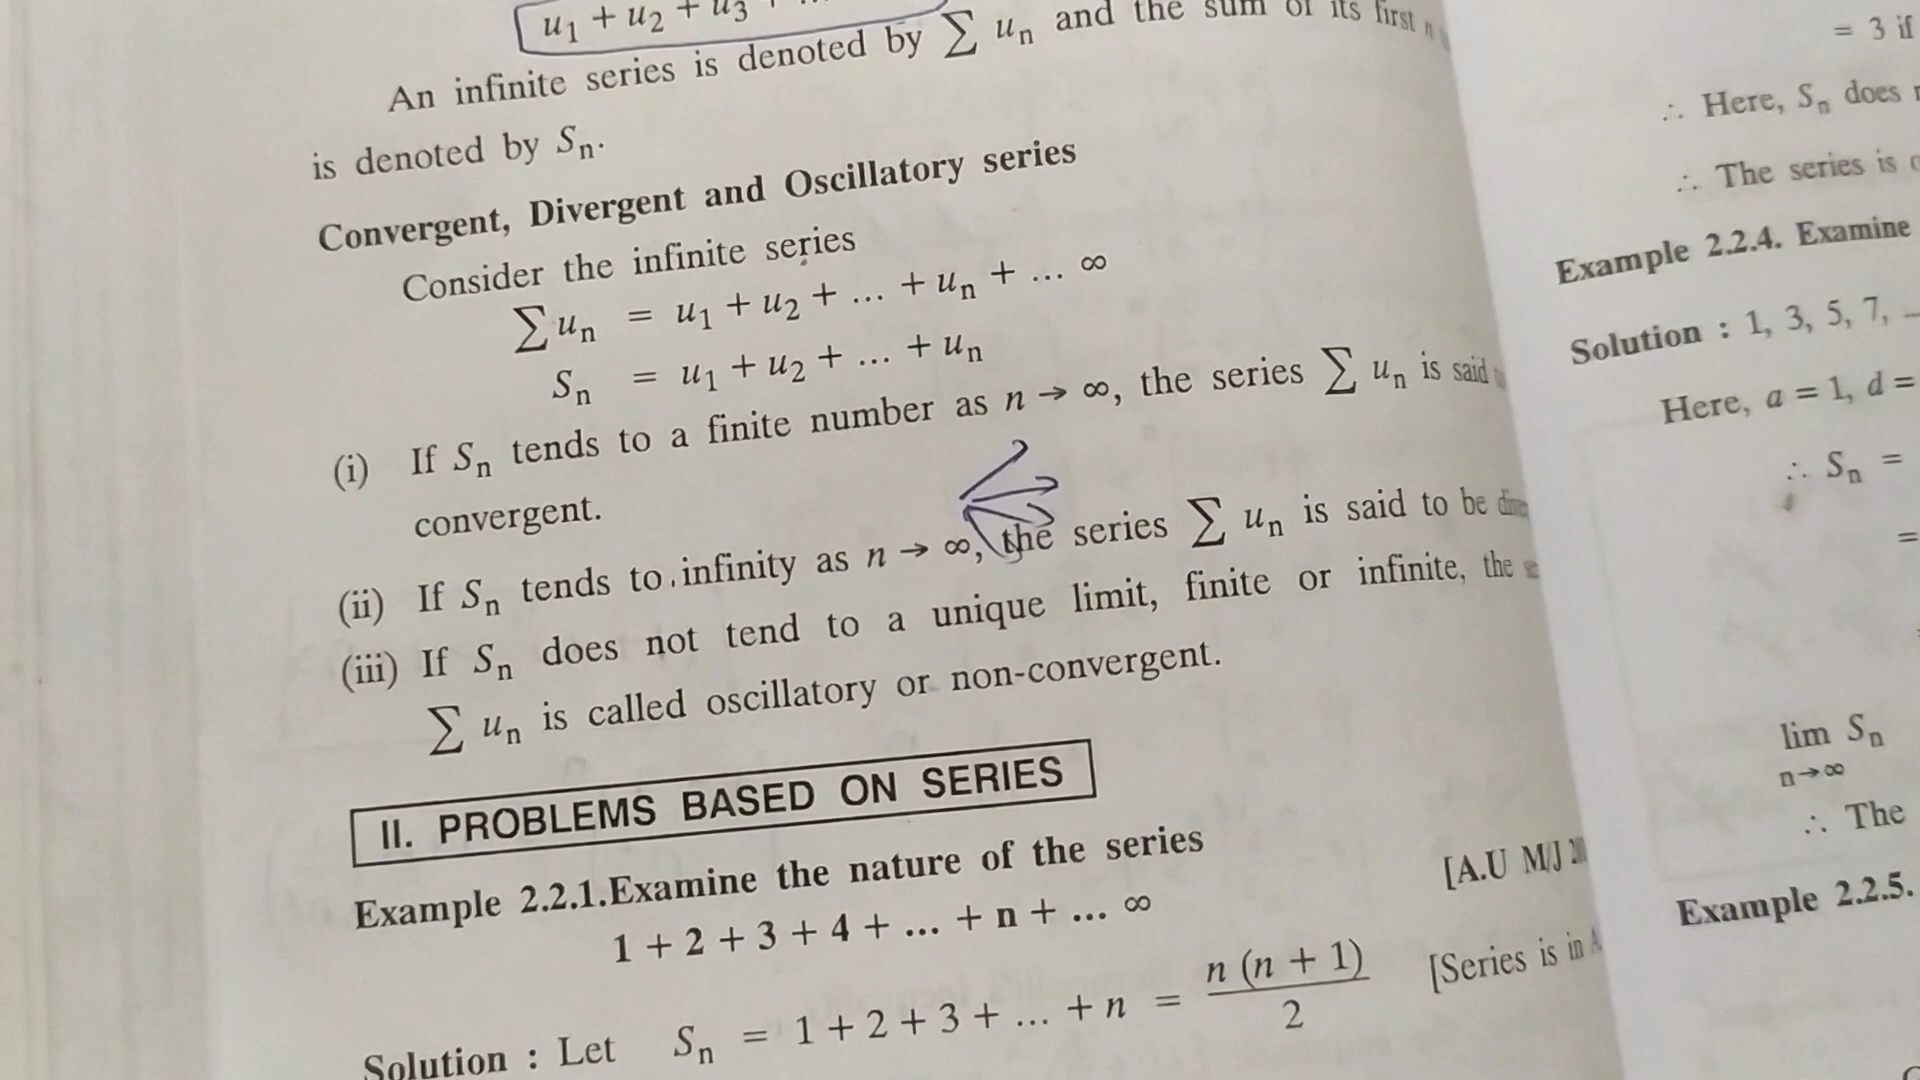 u₁ + u₂ + u₃ + ...
An infinite series is denoted by ∑ uₙ and the sum of its first n
is denoted by Sₙ.
Convergent, Divergent and Oscillatory series
Consider the infinite series
∑ uₙ = u₁ + u₂ + ... + uₙ + ... ∞
Sₙ = u₁ + u₂ + ... + uₙ
(i) If Sₙ tends to a finite number as n → ∞, the series ∑ uₙ is said
convergent.
(ii) If Sₙ tends to infinity as n → ∞, the series ∑ uₙ is said to be
(iii) If Sₙ does not tend to a unique limit, finite or infinite, the
∑ uₙ is called oscillatory or non-convergent.
II. PROBLEMS BASED ON SERIES
Example 2.2.1.Examine the nature of the series
[A.U M/J
1 + 2 + 3 + 4 + ... + n + ... ∞
Solution : Let Sₙ = 1 + 2 + 3 + ... + n = n (n + 1) / 2 [Series is in A
= 3 if
∴ Here, Sₙ does
∴ The series is
Example 2.2.4. Examine
Solution : 1, 3, 5, 7,
Here, a = 1, d =
∴ Sₙ =
=
lim Sₙ
n→∞
∴ The
Example 2.2.5.